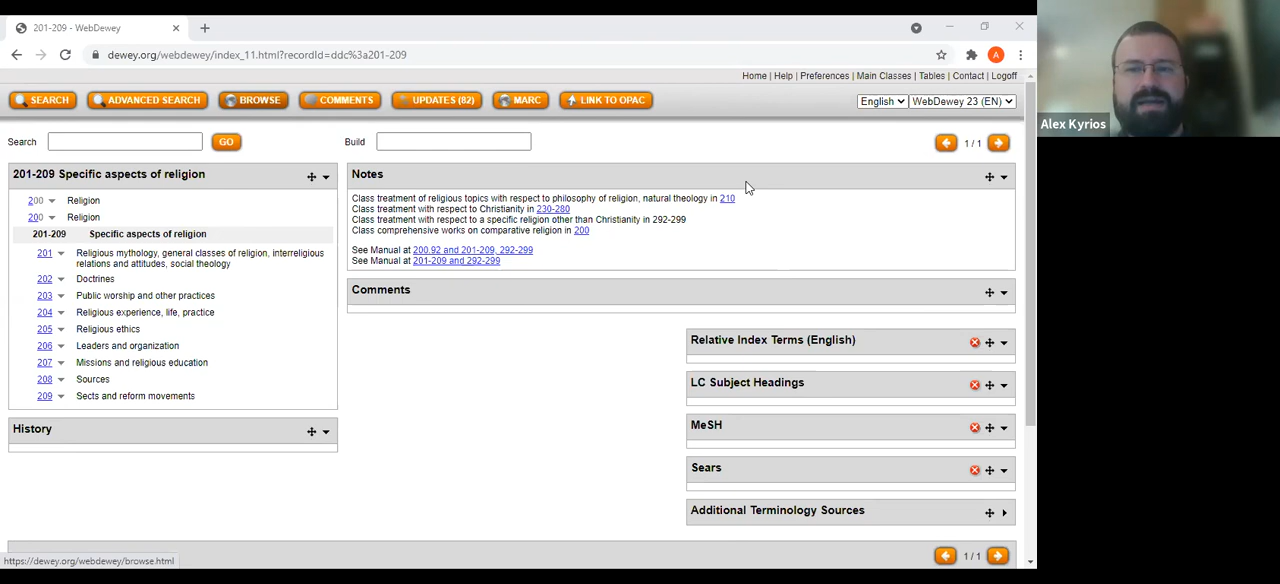 201-209 - WebDewey
dewey.org/webdewey/index_11.html?recordId=ddc%3a201-209
A
Home | Help | Preferences | Main Classes | Tables | Contact | Logoff
SEARCH ADVANCED SEARCH BROWSE COMMENTS UPDATES (82) MARC LINK TO OPAC English WebDewey 23 (EN)
Search GO Build 1 / 1
201-209 Specific aspects of religion
200 Religion
200 Religion
201-209 Specific aspects of religion
201 Religious mythology, general classes of religion, interreligious
relations and attitudes, social theology
202 Doctrines
203 Public worship and other practices
204 Religious experience, life, practice
205 Religious ethics
206 Leaders and organization
207 Missions and religious education
208 Sources
209 Sects and reform movements
History
Notes
Class treatment of religious topics with respect to philosophy of religion, natural theology in 210
Class treatment with respect to Christianity in 230-280
Class treatment with respect to a specific religion other than Christianity in 292-299
Class comprehensive works on comparative religion in 200
See Manual at 200.92 and 201-209, 292-299
See Manual at 201-209 and 292-299
Comments
Relative Index Terms (English)
LC Subject Headings
MeSH
Sears
Additional Terminology Sources
1 / 1
https://dewey.org/webdewey/browse.html
Alex Kyrios